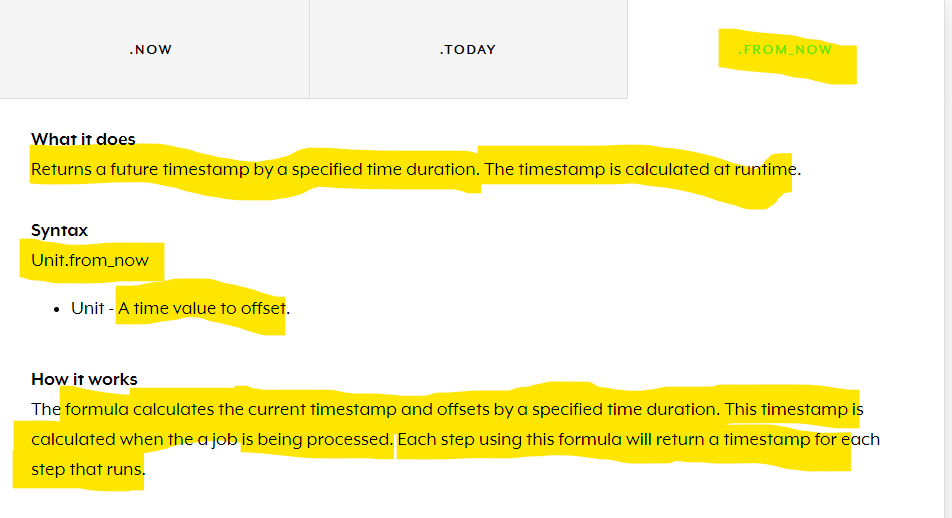 .NOW
.TODAY
.FROM_NOW
What it does
Returns a future timestamp by a specified time duration. The timestamp is calculated at runtime.
Syntax
Unit.from_now
• Unit - A time value to offset.
How it works
The formula calculates the current timestamp and offsets by a specified time duration. This timestamp is
calculated when the a job is being processed. Each step using this formula will return a timestamp for each
step that runs.